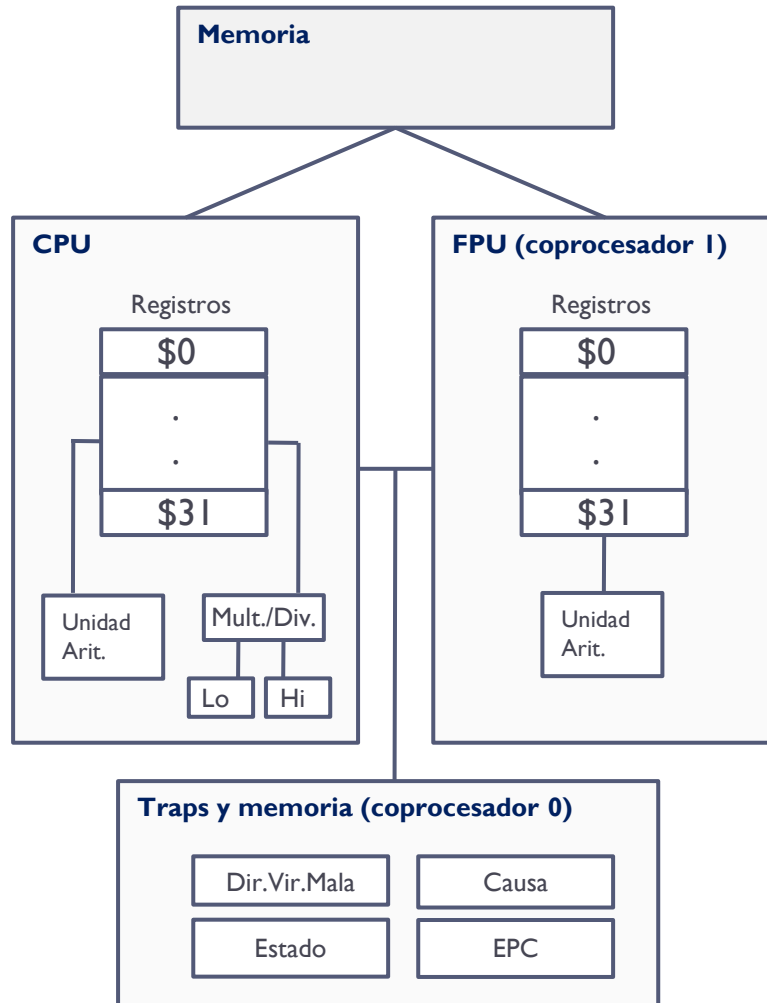 Memoria
CPU
Registros
$0
.
.
$31
Unidad
Arit.
Mult./Div.
Lo
Hi
FPU (coprocesador 1)
Registros
$0
.
.
$31
Unidad
Arit.
Traps y memoria (coprocesador 0)
Dir.Vir.Mala
Causa
Estado
EPC